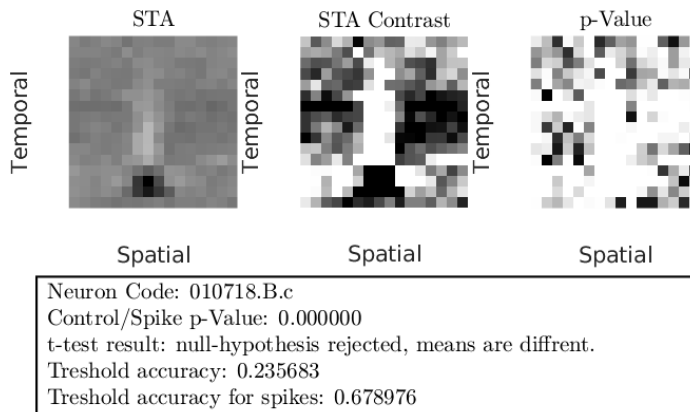 STA
STA Contrast
p-Value
Temporal
Temporal
Temporal
Spatial
Spatial
Spatial
Neuron Code: 010718.B.c
Control/Spike p-Value: 0.000000
t-test result: null-hypothesis rejected, means are diffrent.
Treshold accuracy: 0.235683
Treshold accuracy for spikes: 0.678976